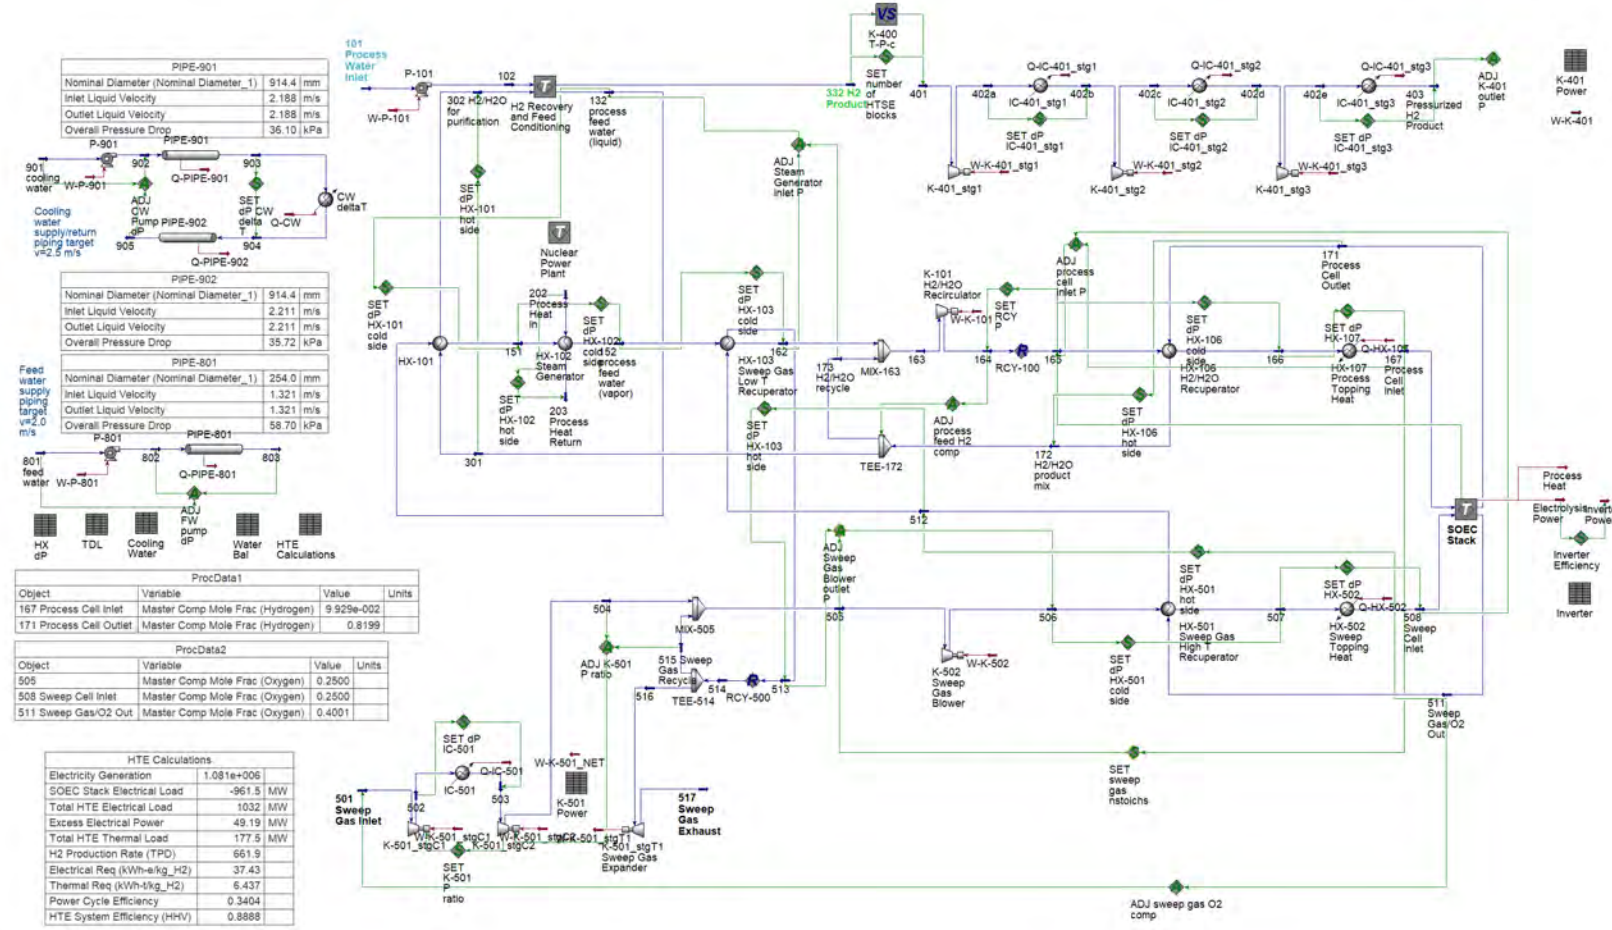 PIPE-901
Nominal Diameter (Nominal Diameter_1) 914.4 mm
Inlet Liquid Velocity 2.188 m/s
Outlet Liquid Velocity 2.188 m/s
Overall Pressure Drop 36.10 kPa
P-901
PIPE-901
901
cooling
water
902
903
W-P-901
Q-PIPE-901
ADJ
CW
Pump
dP
SET
dP CW
delta
T
CW
deltaT
Q-CW
Cooling
water
supply/return
piping target
v=2.5 m/s
905
PIPE-902
904
Q-PIPE-902
PIPE-902
Nominal Diameter (Nominal Diameter_1) 914.4 mm
Inlet Liquid Velocity 2.211 m/s
Outlet Liquid Velocity 2.211 m/s
Overall Pressure Drop 35.72 kPa
PIPE-801
Nominal Diameter (Nominal Diameter_1) 254.0 mm
Inlet Liquid Velocity 1.321 m/s
Outlet Liquid Velocity 1.321 m/s
Overall Pressure Drop 58.70 kPa
Feed
water
supply
piping
target
v=2.0
m/s
P-801
PIPE-801
801
feed
water
802
803
W-P-801
Q-PIPE-801
ADJ
FW
pump
dP
HX
dP
TDL
Cooling
Water
Water
Bal
HTE
Calculations
ProcData1
Object Variable Value Units
167 Process Cell Inlet Master Comp Mole Frac (Hydrogen) 9.929e-002
171 Process Cell Outlet Master Comp Mole Frac (Hydrogen) 0.8199
ProcData2
Object Variable Value Units
505 Master Comp Mole Frac (Oxygen) 0.2500
508 Sweep Cell Inlet Master Comp Mole Frac (Oxygen) 0.2500
511 Sweep Gas/O2 Out Master Comp Mole Frac (Oxygen) 0.4001
HTE Calculations
Electricity Generation 1.081e+006
SOEC Stack Electrical Load -961.5 MW
Total HTE Electrical Load 1032 MW
Excess Electrical Power 49.19 MW
Total HTE Thermal Load 177.5 MW
H2 Production Rate (TPD) 661.9
Electrical Req (kWh-e/kg_H2) 37.43
Thermal Req (kWh-t/kg_H2) 6.437
Power Cycle Efficiency 0.3404
HTE System Efficiency (HHV) 0.8888
101
Process
Water
Inlet
P-101
102
W-P-101
302 H2/H2O
for
purification
H2 Recovery
and Feed
Conditioning
132
process
feed
water
(liquid)
SET
dP
HX-101
hot
side
Nuclear
Power
Plant
ADJ
Steam
Generator
Inlet P
SET
dP
HX-101
cold
side
HX-101
151
202
Process
Heat
In
HX-102
Steam
Generator
SET
dP
HX-102
cold
side
152
process
feed
water
(vapor)
SET
dP
HX-102
hot
side
203
Process
Heat
Return
301
SET
dP
HX-103
cold
side
HX-103
Sweep Gas
Low T
Recuperator
162
SET
dP
HX-103
hot
side
173
H2/H2O
recycle
MIX-163
163
K-101
H2/H2O
Recirculator
W-K-101
164
SET
RCY
P
RCY-100
165
ADJ
process
cell
inlet P
TEE-172
ADJ
process
feed H2
comp
172
H2/H2O
product
mix
SET
dP
HX-106
cold
side
HX-106
H2/H2O
Recuperator
SET
dP
HX-106
hot
side
166
SET dP
HX-107
HX-107
Process
Topping
Heat
167
Process
Cell
Inlet
171
Process
Cell
Outlet
332 H2
Product
VS
K-400
T-P-c
SET
number
of
HTSE
blocks
401
K-401_stg1
W-K-401_stg1
402a
Q-IC-401_stg1
IC-401_stg1
402b
SET dP
IC-401_stg1
K-401_stg2
W-K-401_stg2
402c
Q-IC-401_stg2
IC-401_stg2
402d
SET dP
IC-401_stg2
K-401_stg3
W-K-401_stg3
402e
Q-IC-401_stg3
IC-401_stg3
SET dP
IC-401_stg3
403
Pressurized
H2
Product
ADJ
K-401
outlet
P
K-401
Power
W-K-401
SOEC
Stack
Process
Heat
Electrolysis
Power
Inverter
Efficiency
Inverter
512
ADJ
Sweep
Gas
Blower
outlet
P
504
MIX-505
505
ADJ K-501
P ratio
515 Sweep
Gas
Recycle
516
TEE-514
514
RCY-500
513
K-502
Sweep
Gas
Blower
W-K-502
506
SET
dP
HX-501
hot
side
HX-501
Sweep Gas
High T
Recuperator
SET
dP
HX-501
cold
side
507
SET dP
HX-502
Q-HX-502
HX-502
Sweep
Topping
Heat
508
Sweep
Cell
Inlet
511
Sweep
Gas/O2
Out
SET
sweep
gas
nstoichs
SET dP
IC-501
Q-IC-501
IC-501
W-K-501_NET
K-501
Power
501
Sweep
Gas Inlet
502
503
517
Sweep
Gas
Exhaust
K-501_stgC1
K-501_stgC2
K-501_stgT1
Sweep Gas
Expander
SET
K-501
P
ratio
ADJ sweep gas O2
comp